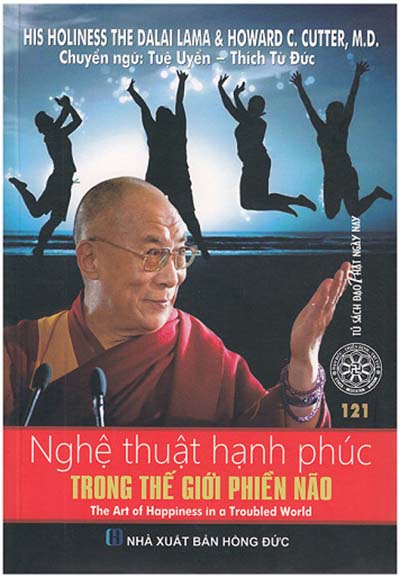 HIS HOLINESS THE DALAI LAMA & HOWARD C. CUTTER, M.D.
Chuyển ngữ: Tuệ Uyển – Thích Từ Đức
TỦ SÁCH ĐẠO PHẬT NGÀY NAY
121
Nghệ thuật hạnh phúc
TRONG THẾ GIỚI PHIỀN NÃO
The Art of Happiness in a Troubled World
NHÀ XUẤT BẢN HỒNG ĐỨC